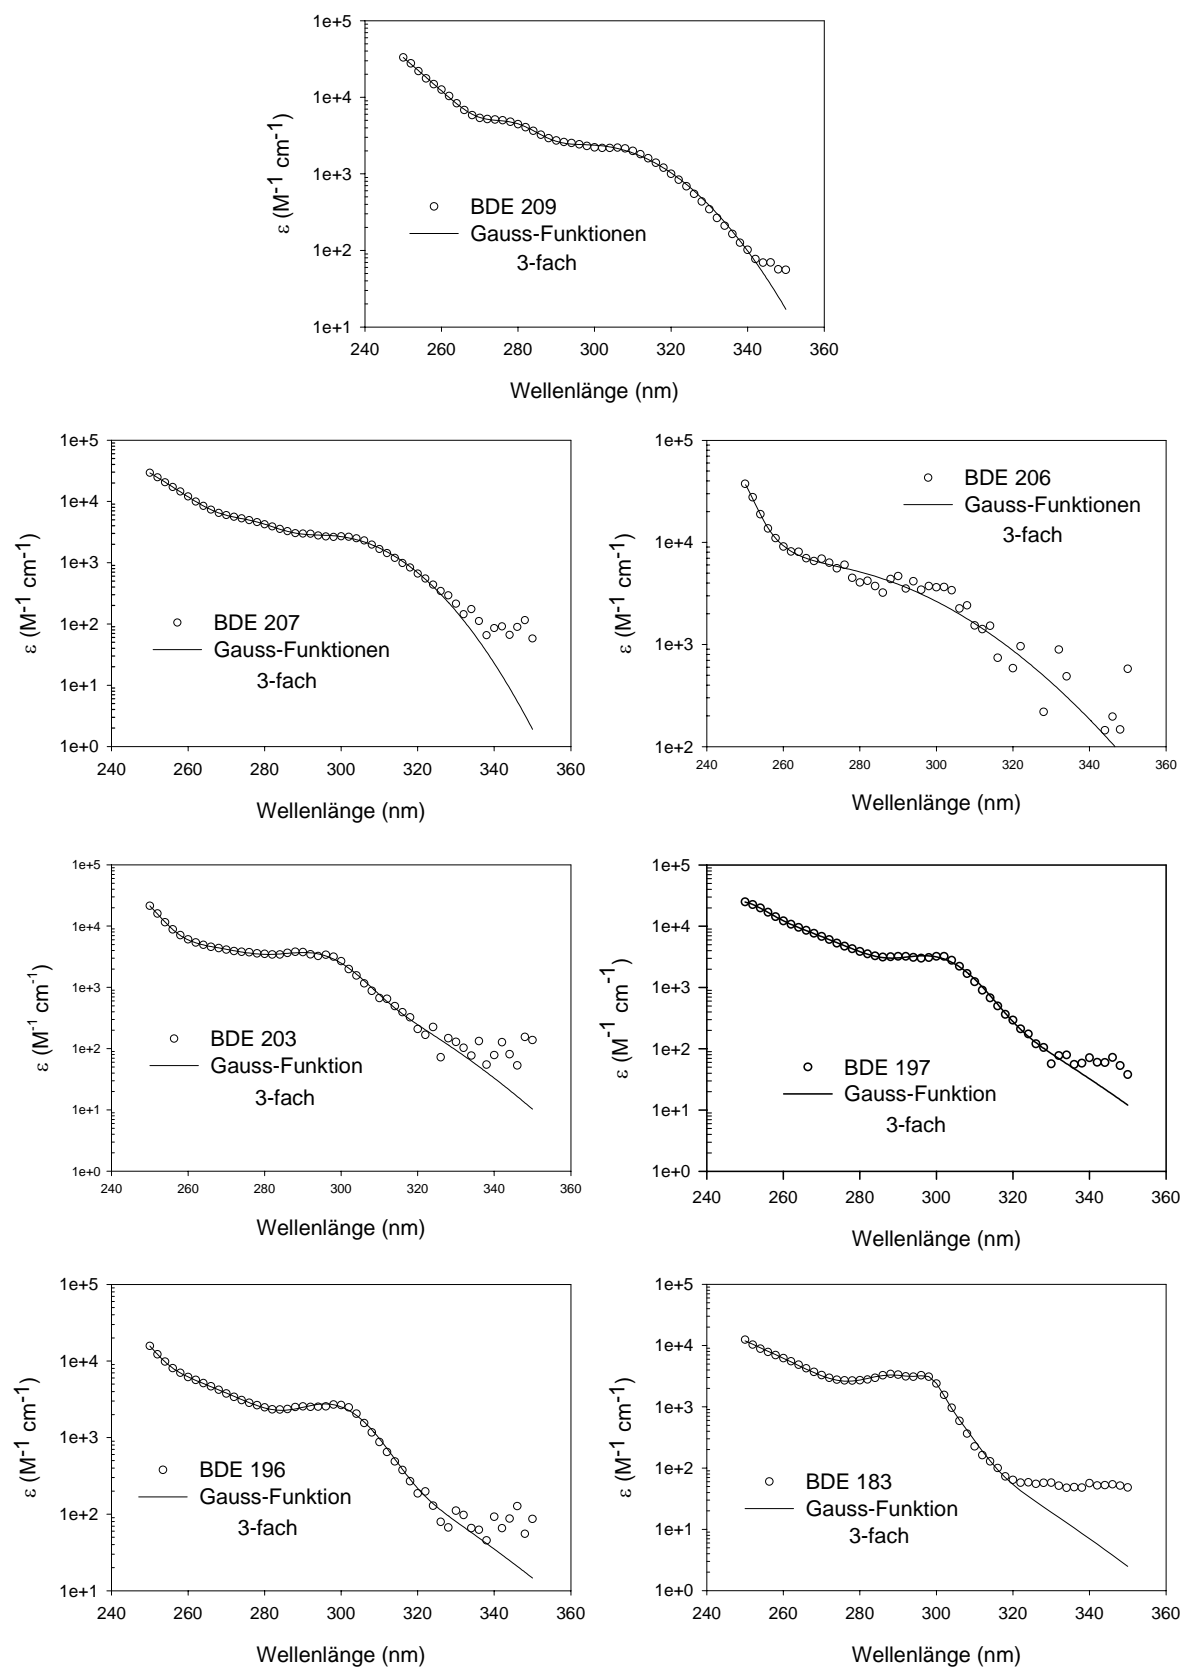 1e+5
1e+4
1e+3
1e+2
1e+1
ε (M-1 cm-1)
BDE 209
Gauss-Funktionen
3-fach
240 260 280 300 320 340 360
Wellenlänge (nm)
1e+5
1e+4
1e+3
1e+2
1e+1
1e+0
ε (M-1 cm-1)
BDE 207
Gauss-Funktionen
3-fach
240 260 280 300 320 340 360
Wellenlänge (nm)
1e+5
1e+4
1e+3
1e+2
ε (M-1 cm-1)
BDE 206
Gauss-Funktionen
3-fach
240 260 280 300 320 340 360
Wellenlänge (nm)
1e+5
1e+4
1e+3
1e+2
1e+1
1e+0
ε (M-1 cm-1)
BDE 203
Gauss-Funktion
3-fach
240 260 280 300 320 340 360
Wellenlänge (nm)
1e+5
1e+4
1e+3
1e+2
1e+1
1e+0
ε (M-1 cm-1)
BDE 197
Gauss-Funktion
3-fach
240 260 280 300 320 340 360
Wellenlänge (nm)
1e+5
1e+4
1e+3
1e+2
1e+1
ε (M-1 cm-1)
BDE 196
Gauss-Funktion
3-fach
240 260 280 300 320 340 360
Wellenlänge (nm)
1e+5
1e+4
1e+3
1e+2
1e+1
1e+0
ε (M-1 cm-1)
BDE 183
Gauss-Funktion
3-fach
240 260 280 300 320 340 360
Wellenlänge (nm)